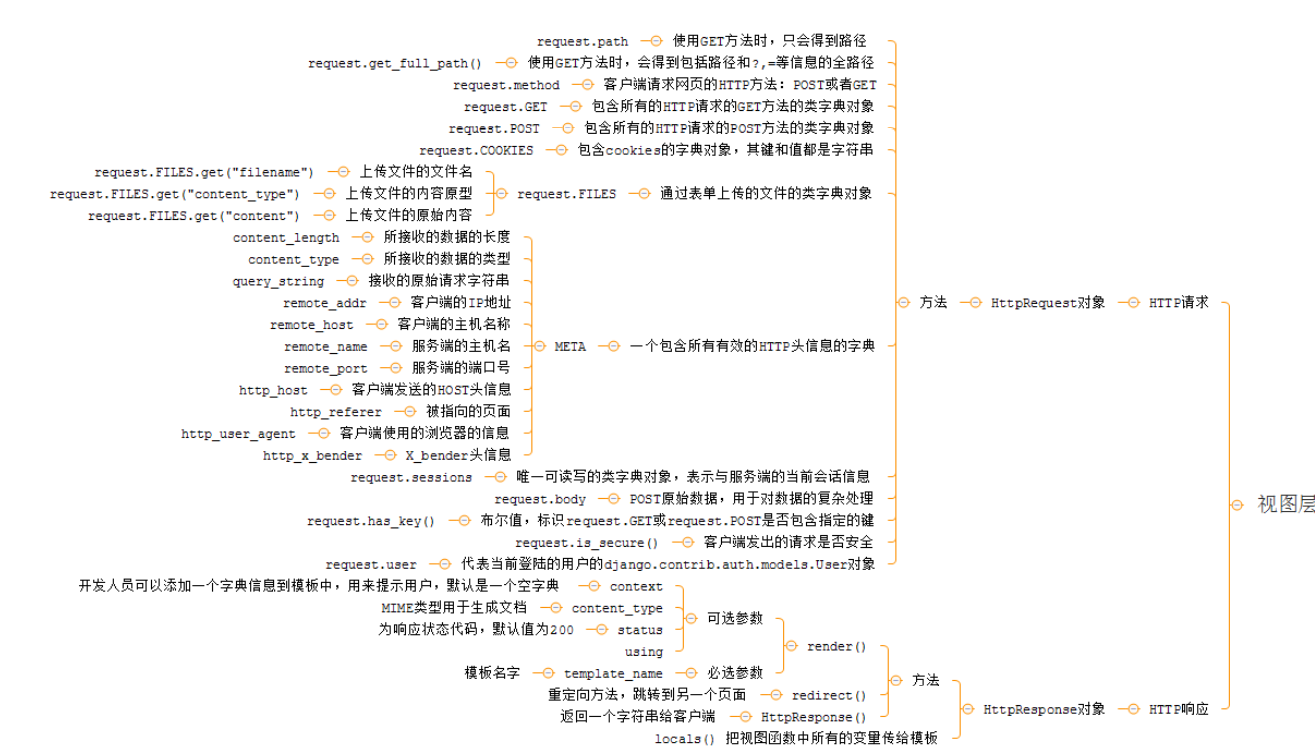 request.path 使用GET方法时，只会得到路径
request.get_full_path() 使用GET方法时，会得到包括路径和?,=等信息的全路径
request.method 客户端请求网页的HTTP方法：POST或者GET
request.GET 包含所有的HTTP请求的GET方法的类字典对象
request.POST 包含所有的HTTP请求的POST方法的类字典对象
request.COOKIES 包含cookies的字典对象，其键和值都是字符串
request.FILES.get("filename") 上传文件的文件名
request.FILES.get("content_type") 上传文件的内容原型 request.FILES 通过表单上传的文件的类字典对象
request.FILES.get("content") 上传文件的原始内容
content_length 所接收的数据的长度
content_type 所接收的数据的类型
query_string 接收的原始请求字符串
remote_addr 客户端的IP地址 方法 HttpRequest对象 HTTP请求
remote_host 客户端的主机名称
remote_name 服务端的主机名 META 一个包含所有有效的HTTP头信息的字典
remote_port 服务端的端口号
http_host 客户端发送的HOST头信息
http_referer 被指向的页面
http_user_agent 客户端使用的浏览器的信息
http_x_bender X_bender头信息
request.sessions 唯一可读写的类字典对象，表示与服务端的当前会话信息
request.body POST原始数据，用于对数据的复杂处理
视图层
request.has_key() 布尔值，标识request.GET或request.POST是否包含指定的键
request.is_secure() 客户端发出的请求是否安全
request.user 代表当前登陆的用户的django.contrib.auth.models.User对象
开发人员可以添加一个字典信息到模板中，用来提示用户，默认是一个空字典 context
MIME类型用于生成文档 content_type 可选参数
为响应状态代码，默认值为200 status
using render()
模板名字 template_name 必选参数
方法
重定向方法，跳转到另一个页面 redirect()
返回一个字符串给客户端 HttpResponse() HttpResponse对象 HTTP响应
locals() 把视图函数中所有的变量传给模板